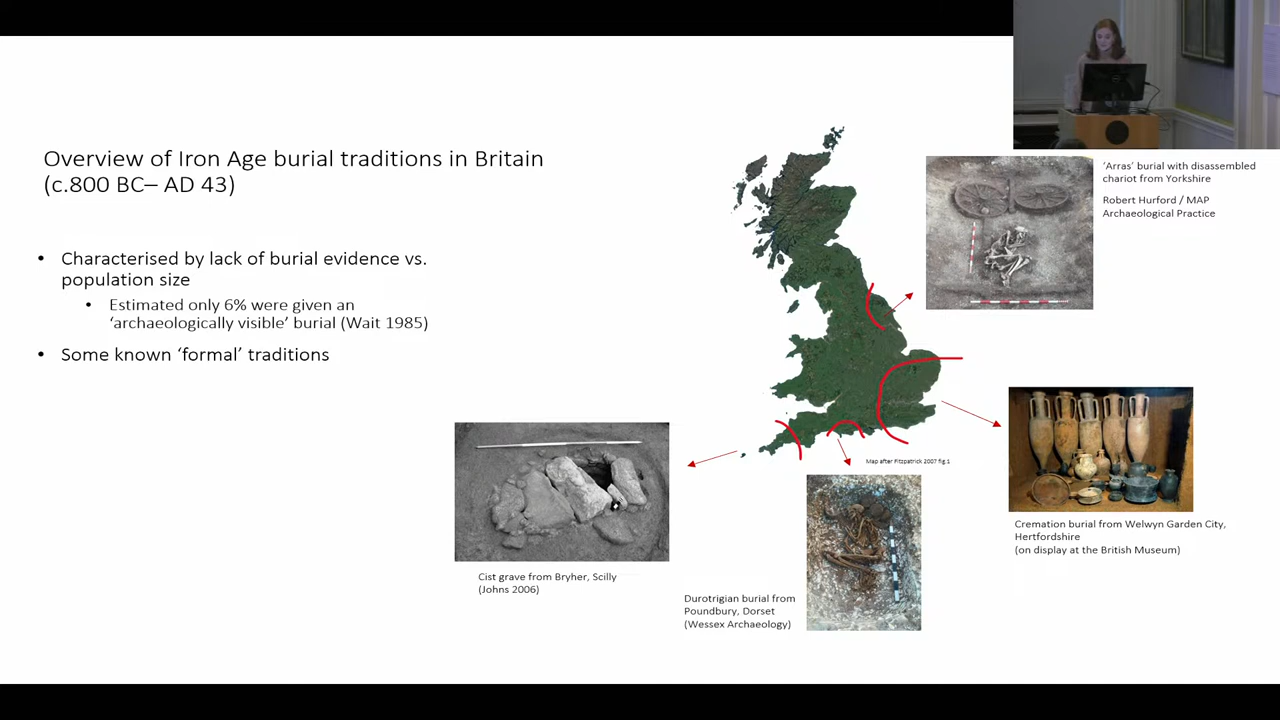 Overview of Iron Age burial traditions in Britain
(c.800 BC– AD 43)
• Characterised by lack of burial evidence vs.
population size
• Estimated only 6% were given an
‘archaeologically visible’ burial (Wait 1985)
• Some known ‘formal’ traditions
‘Arras’ burial with disassembled
chariot from Yorkshire
Robert Hurford / MAP
Archaeological Practice
Map after Fitzpatrick 2007 fig.1
Cremation burial from Welwyn Garden City,
Hertfordshire
(on display at the British Museum)
Cist grave from Bryher, Scilly
(Johns 2006)
Durotrigian burial from
Poundbury, Dorset
(Wessex Archaeology)